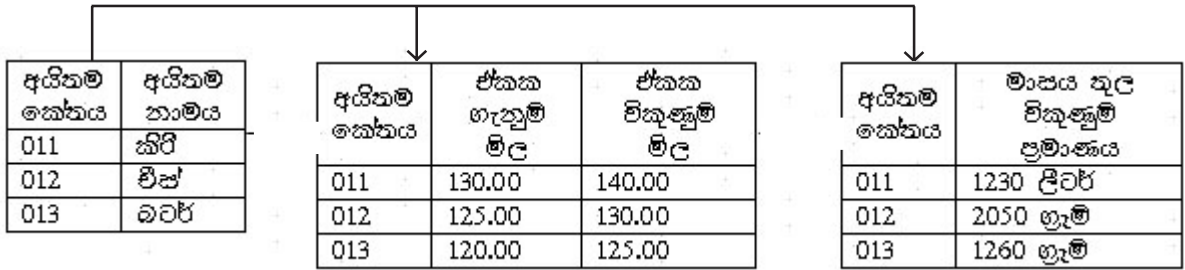 අයිතම කේතය | අයිතම නාමය
011 | කිරි
012 | චීස්
013 | බටර්
අයිතම කේතය | ඒකක ගැනුම් මිල | ඒකක විකුණුම් මිල
011 | 130.00 | 140.00
012 | 125.00 | 130.00
013 | 120.00 | 125.00
අයිතම කේතය | මාසය තුල විකුණුම් ප්‍රමාණය
011 | 1230 ලීටර්
012 | 2050 ග්‍රෑම්
013 | 1260 ග්‍රෑම්